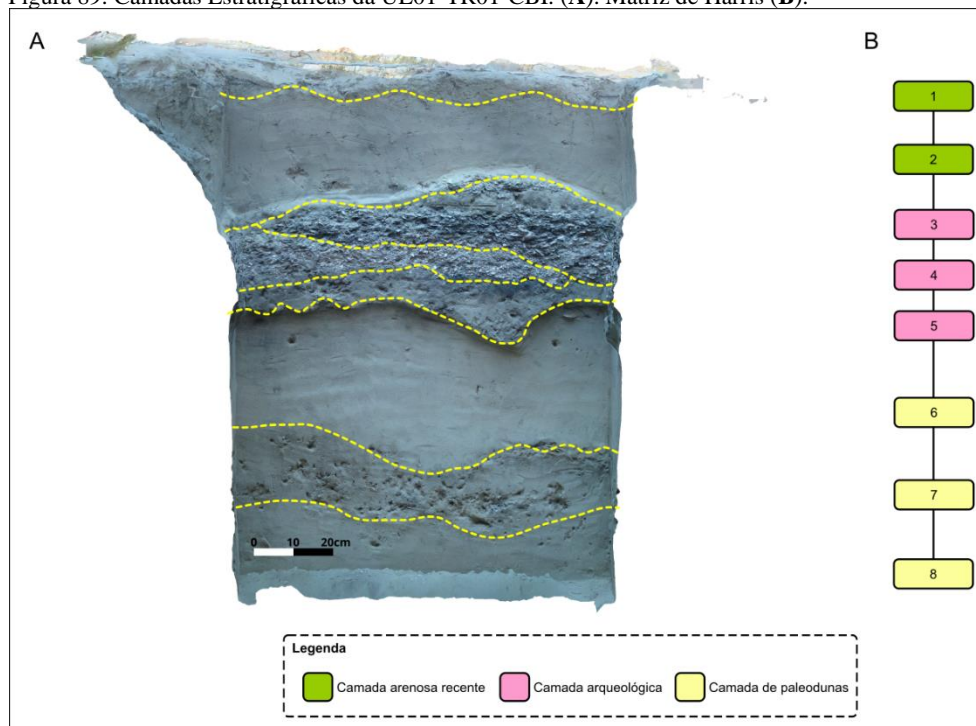 Figura 89: Camadas Estratigráficas da UE01-TR01-CBI. (A). Matriz de Harris (B).
A
B
1
2
3
4
5
6
7
8
0 10 20cm
Legenda
Camada arenosa recente
Camada arqueológica
Camada de paleodunas